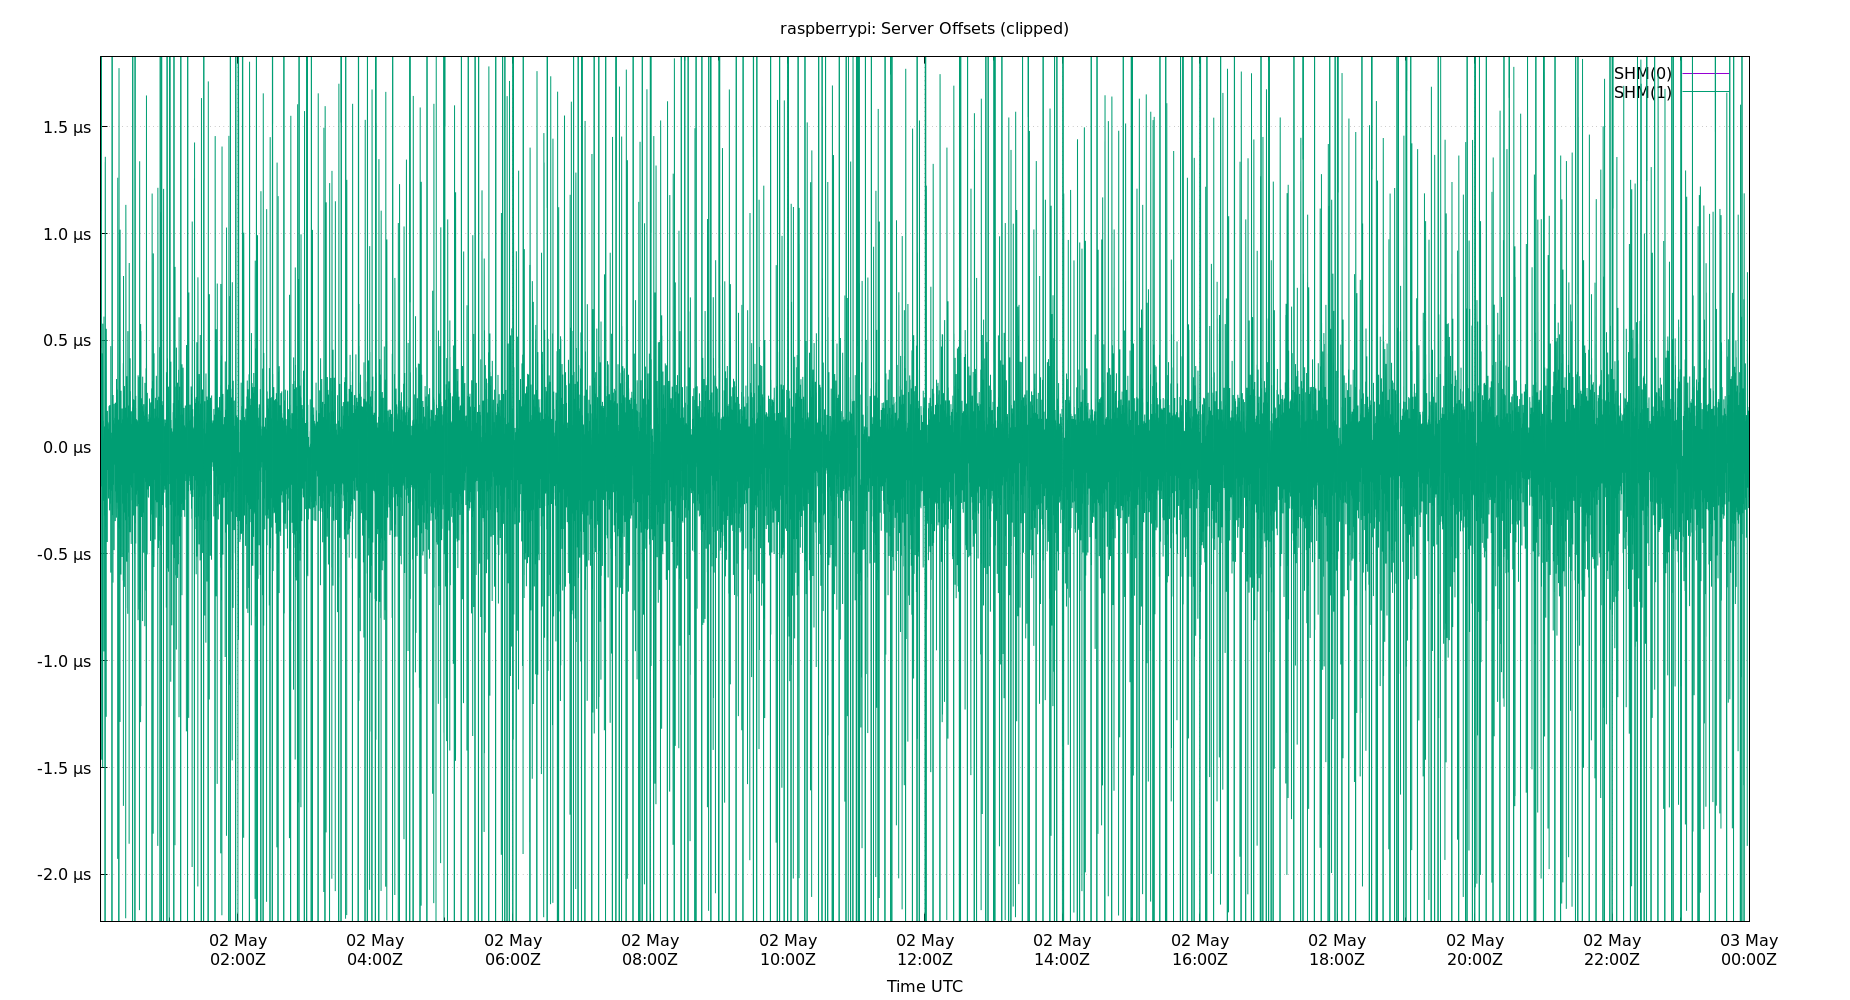 raspberrypi: Server Offsets (clipped)
SHM(0)
SHM(1)
1.5 µs
1.0 µs
0.5 µs
0.0 µs
-0.5 µs
-1.0 µs
-1.5 µs
-2.0 µs
02 May 02 May 02 May 02 May 02 May 02 May 02 May 02 May 02 May 02 May 02 May 03 May
02:00Z 04:00Z 06:00Z 08:00Z 10:00Z 12:00Z 14:00Z 16:00Z 18:00Z 20:00Z 22:00Z 00:00Z
Time UTC